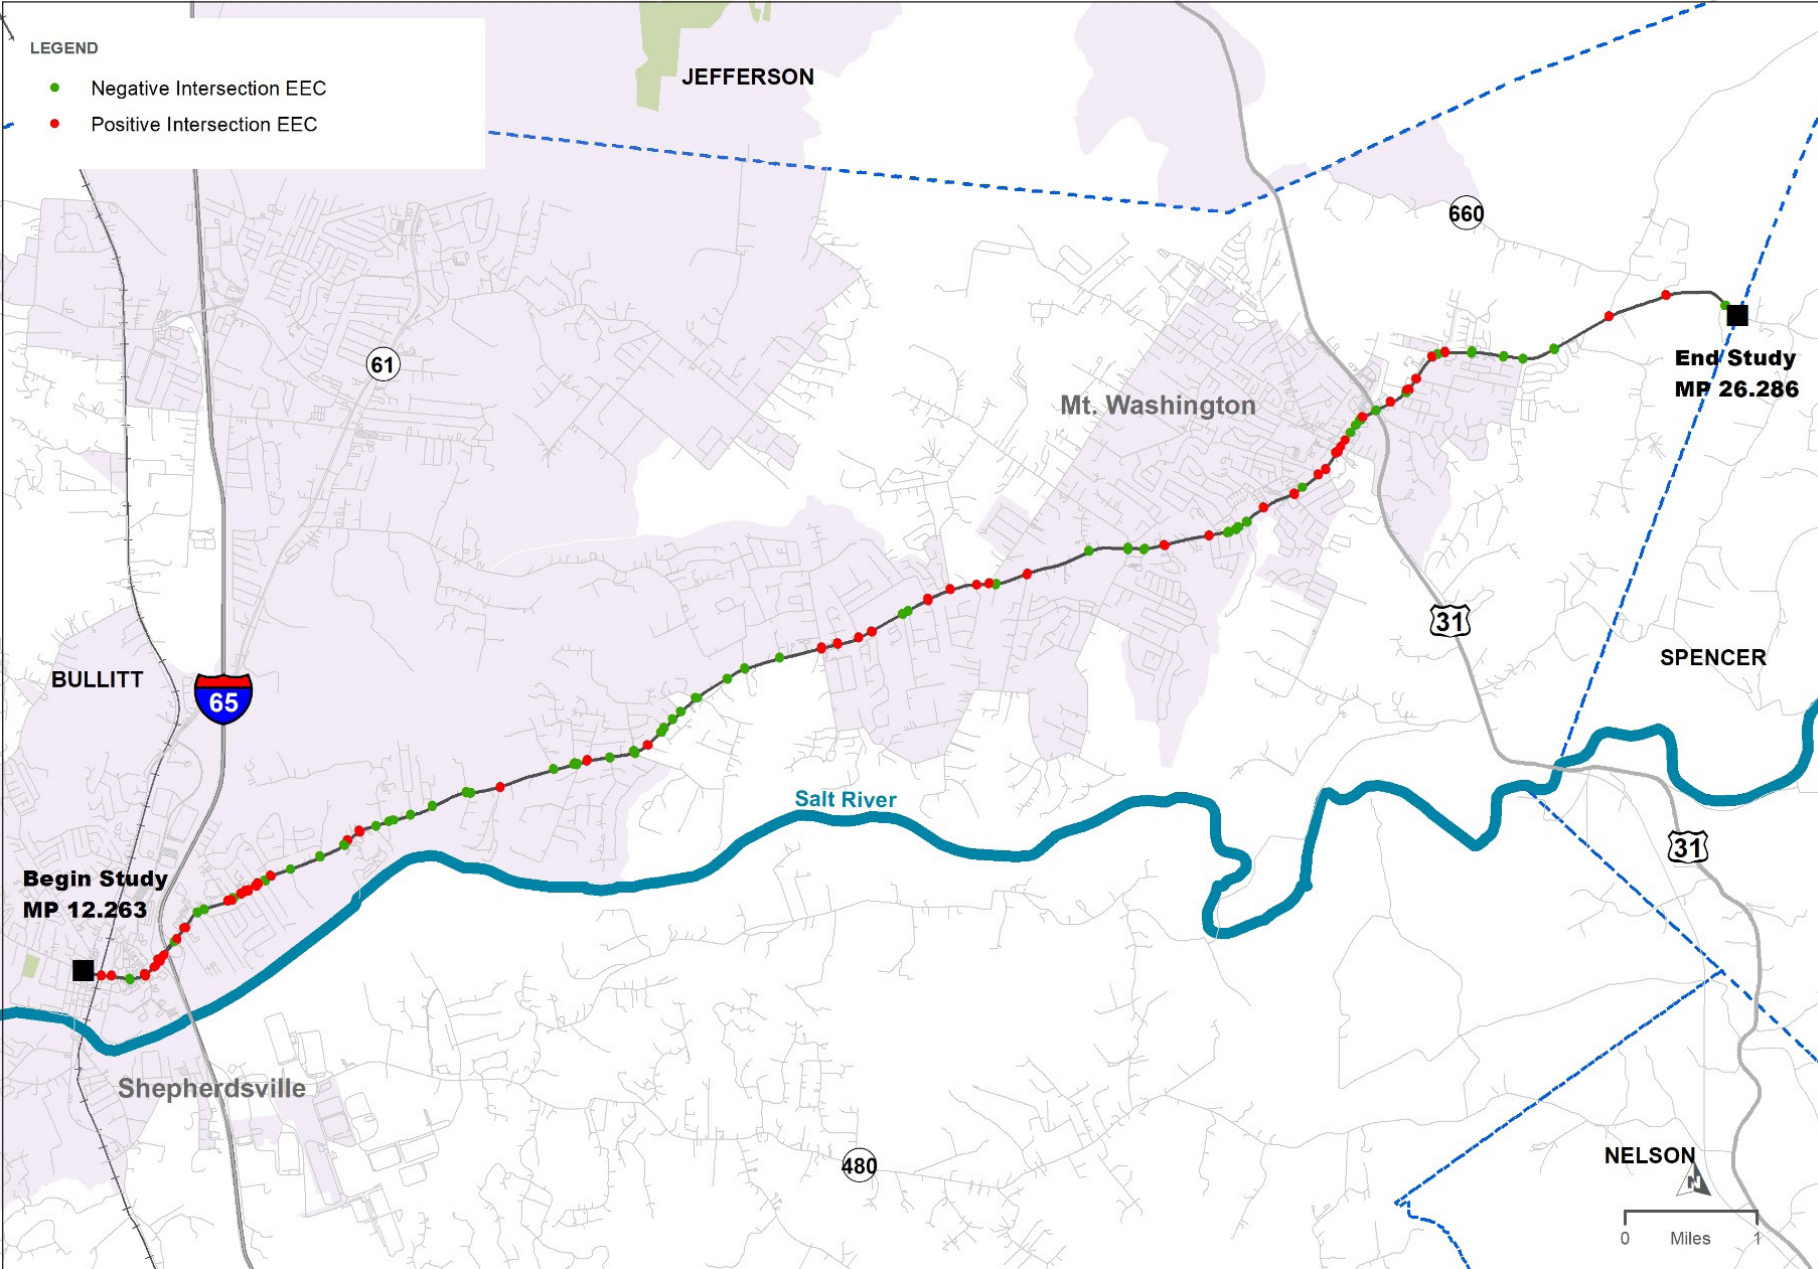 LEGEND
Negative Intersection EEC
Positive Intersection EEC
JEFFERSON
660
61
End Study
MP 26.286
Mt. Washington
31
SPENCER
BULLITT
65
Salt River
31
Begin Study
MP 12.263
Shepherdsville
480
NELSON
N
0 Miles 1